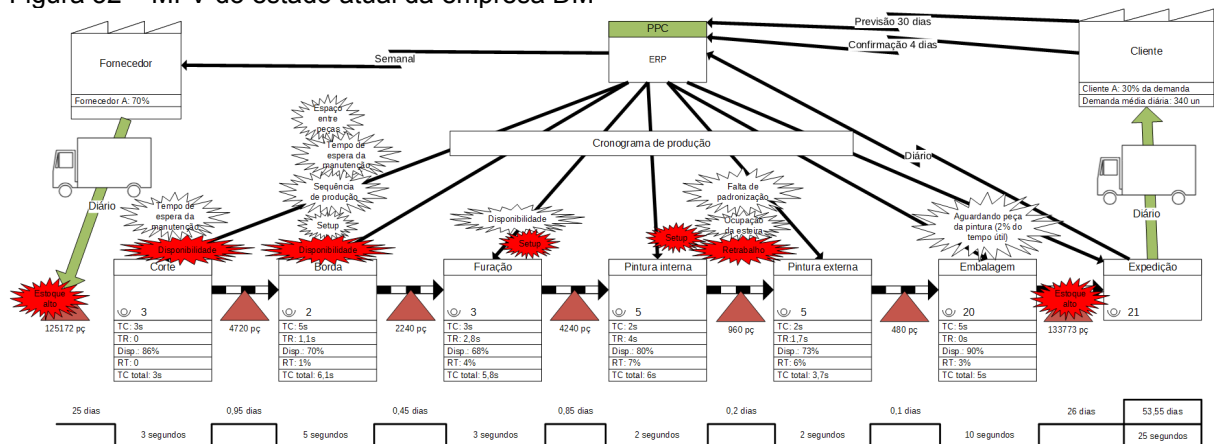 Figura 32 – MFV do estado atual da empresa DM
Fornecedor
Fornecedor A: 70%
Semanal
PPC
ERP
Previsão 30 dias
Confirmação 4 dias
Cliente
Cliente A: 30% da demanda
Demanda média diária: 340 un
Cronograma de produção
Diário
Diário
Diário
Tempo de
espera da
manutenção
Disponibilidade
Espaço
entre
peças
Tempo de
espera da
manutenção
Sequência
de produção
Setup
Disponibilidade
Disponibilidade
Setup
Setup
Falta de
padronização
Ocupação
da esteira
Retrabalho
Aguardando peça
da pintura (2% do
tempo útil)
Estoque
alto
125172 pç
Corte
3
TC: 3s
TR: 0
Disp.: 86%
RT: 0
TC total: 3s
4720 pç
Borda
2
TC: 5s
TR: 1,1s
Disp.: 70%
RT: 1%
TC total: 6,1s
2240 pç
Furação
3
TC: 3s
TR: 2,8s
Disp.: 68%
RT: 4%
TC total: 5,8s
4240 pç
Pintura interna
5
TC: 2s
TR: 4s
Disp.: 80%
RT: 7%
TC total: 6s
960 pç
Pintura externa
5
TC: 2s
TR:1,7s
Disp.: 73%
RT: 6%
TC total: 3,7s
480 pç
Embalagem
20
TC: 5s
TR: 0s
Disp.: 90%
RT: 3%
TC total: 5s
Estoque
alto
133773 pç
Expedição
21
25 dias
0,95 dias
0,45 dias
0,85 dias
0,2 dias
0,1 dias
26 dias
53,55 dias
3 segundos
5 segundos
3 segundos
2 segundos
2 segundos
10 segundos
25 segundos